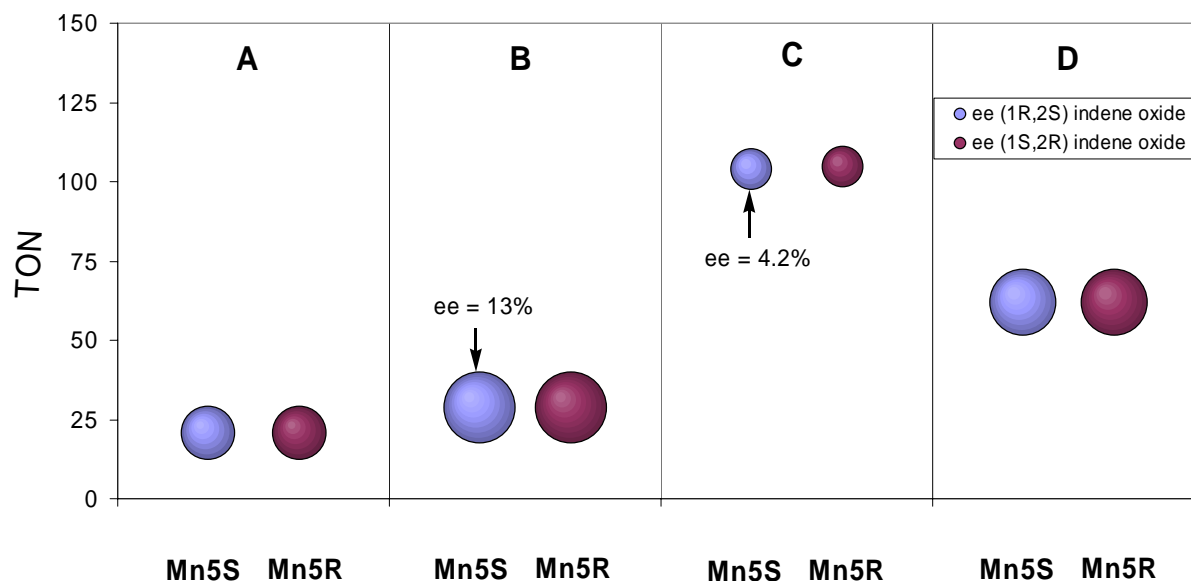 150
A
B
C
D
125
ee (1R,2S) indene oxide
ee (1S,2R) indene oxide
100
TON
75
ee = 4.2%
ee = 13%
50
25
0
Mn5S Mn5R
Mn5S Mn5R
Mn5S Mn5R
Mn5S Mn5R